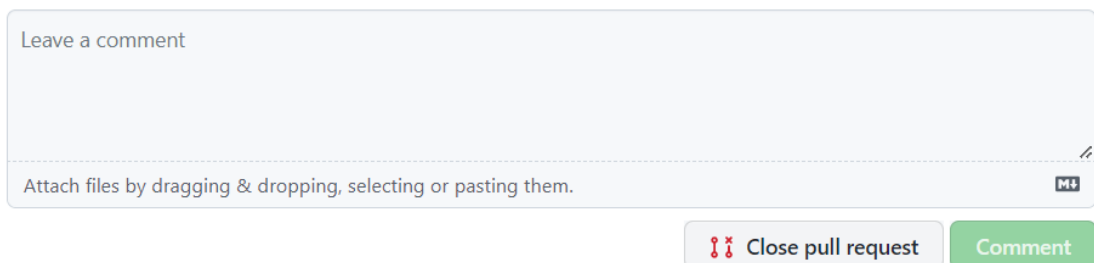 Leave a comment
Attach files by dragging & dropping, selecting or pasting them.
M
Close pull request
Comment